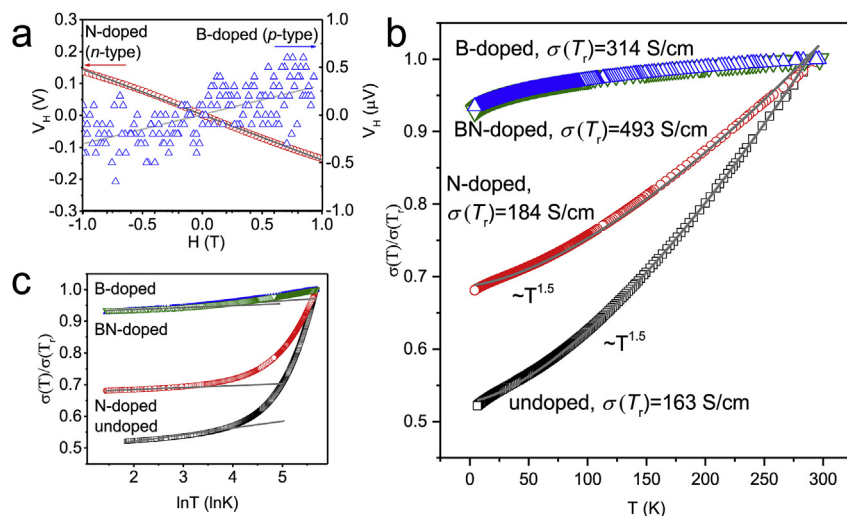 a
N-doped
(n-type)
B-doped (p-type)
V_H (V)
0.3
0.2
0.1
0.0
-0.1
-0.2
-0.3
1.0
0.5
0.0
-0.5
-1.0
V_H (μV)
-1.0
-0.5
0.0
0.5
1.0
H (T)
b
B-doped, σ(T_r)=314 S/cm
BN-doped, σ(T_r)=493 S/cm
N-doped,
σ(T_r)=184 S/cm
~T^1.5
~T^1.5
undoped, σ(T_r)=163 S/cm
σ(T)/σ(T_r)
1.0
0.9
0.8
0.7
0.6
0.5
0
50
100
150
200
250
300
T (K)
c
B-doped
BN-doped
N-doped
undoped
σ(T)/σ(T_r)
1.0
0.9
0.8
0.7
0.6
0.5
2
3
4
5
lnT (lnK)